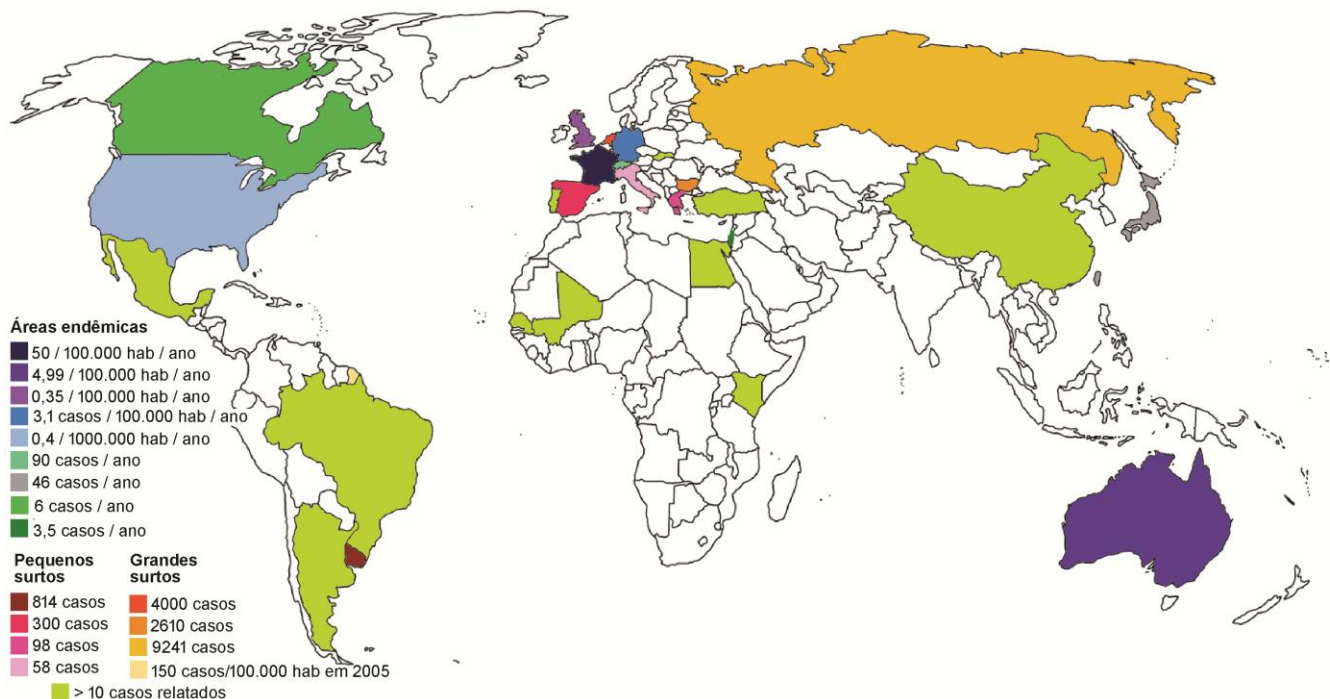 Áreas endêmicas
50 / 100.000 hab / ano
4,99 / 100.000 hab / ano
0,35 / 100.000 hab / ano
3,1 casos / 100.000 hab / ano
0,4 / 1000.000 hab / ano
90 casos / ano
46 casos / ano
6 casos / ano
3,5 casos / ano
Pequenos
surtos
814 casos
300 casos
98 casos
58 casos
Grandes
surtos
4000 casos
2610 casos
9241 casos
150 casos/100.000 hab em 2005
> 10 casos relatados